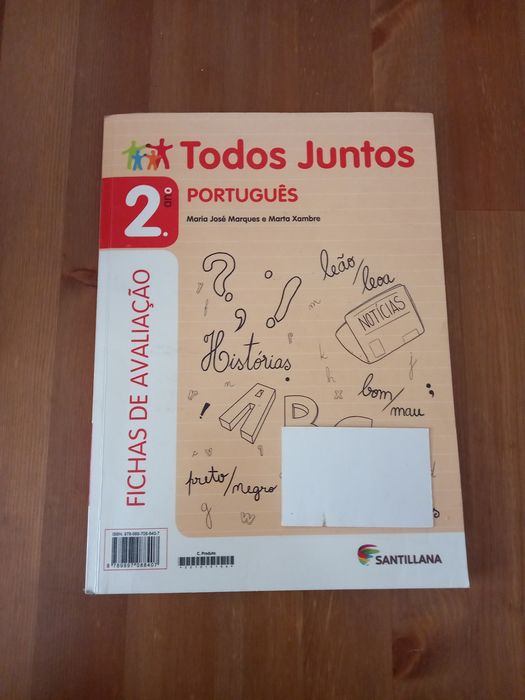 Todos Juntos
2.º
ano
PORTUGUÊS
Maria José Marques e Marta Xambre
FICHAS DE AVALIAÇÃO
? !
leão/
leoa
NOTÍCIAS
,
Histórias
y
f
m
n
k
h
x
j
r
p
!
;
A B
bom/
mau
v
preto/
negro
g
w
C. Produto
SANTILLANA